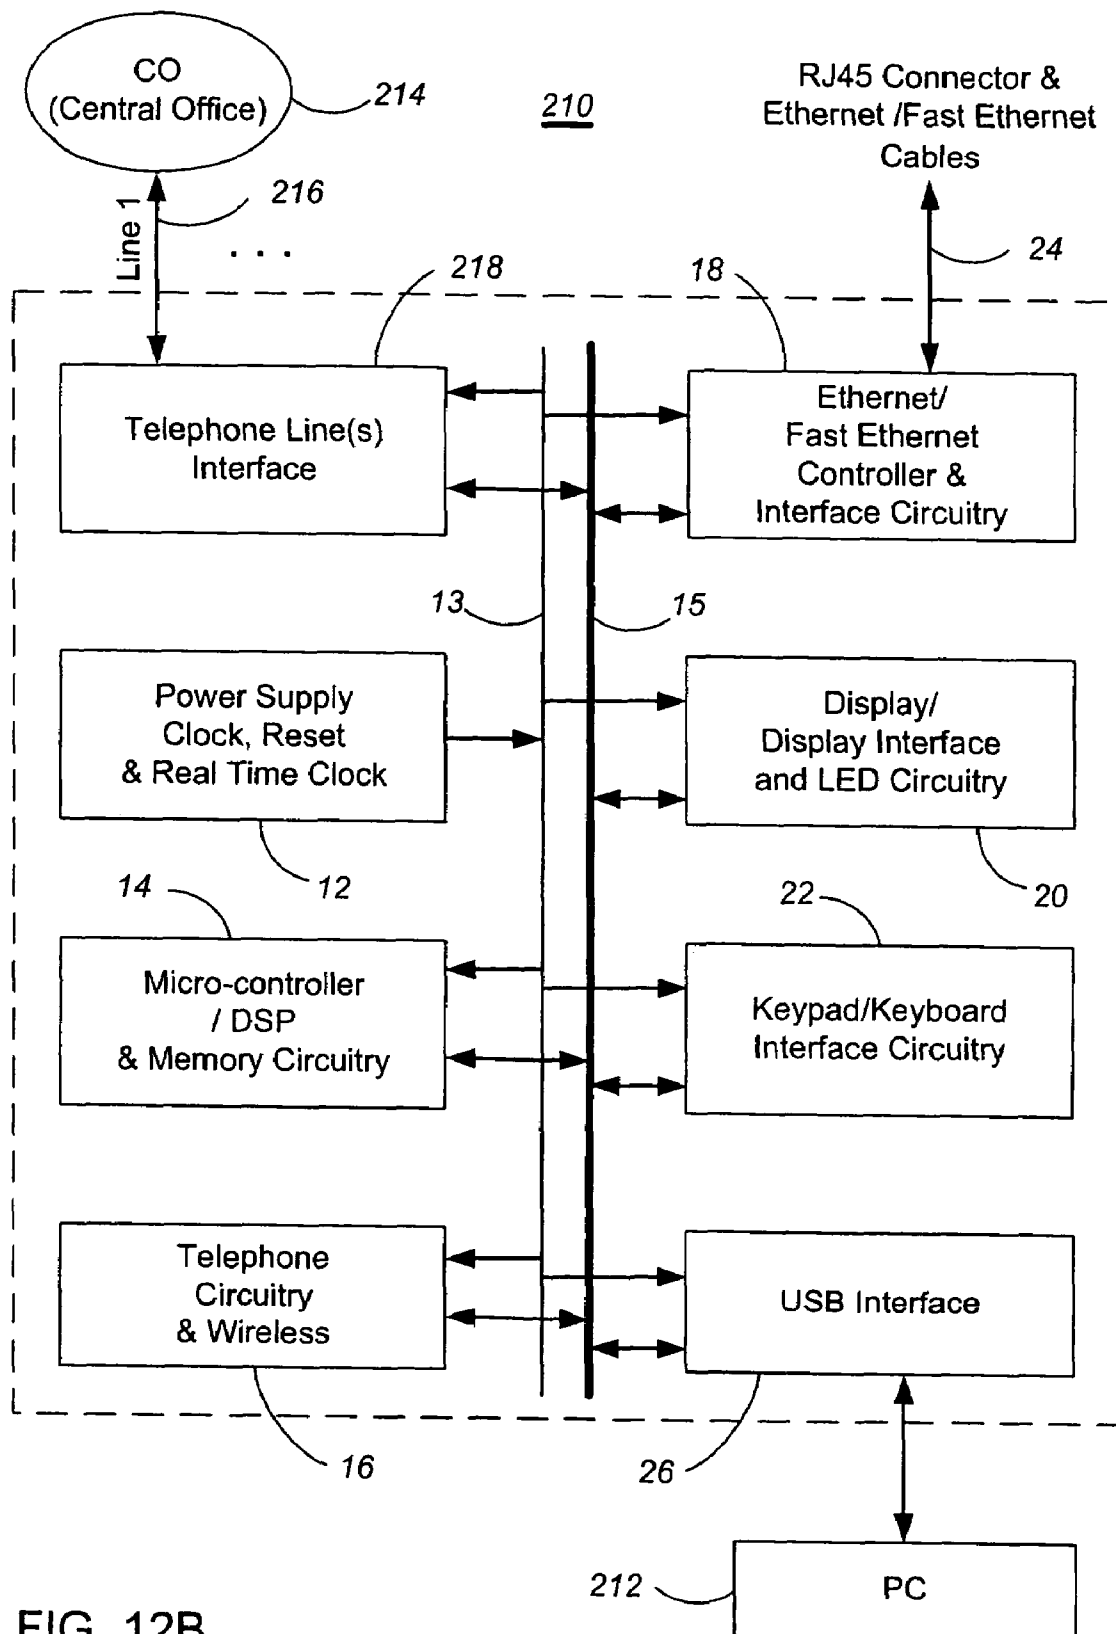 CO
(Central Office)
214
210
RJ45 Connector &
Ethernet /Fast Ethernet
Cables
Line 1
216
. . .
24
218
18
Telephone Line(s)
Interface
Ethernet/
Fast Ethernet
Controller &
Interface Circuitry
13
15
Power Supply
Clock, Reset
& Real Time Clock
Display/
Display Interface
and LED Circuitry
12
20
14
22
Micro-controller
/ DSP
& Memory Circuitry
Keypad/Keyboard
Interface Circuitry
Telephone
Circuitry
& Wireless
USB Interface
16
26
212
PC
FIG. 12B